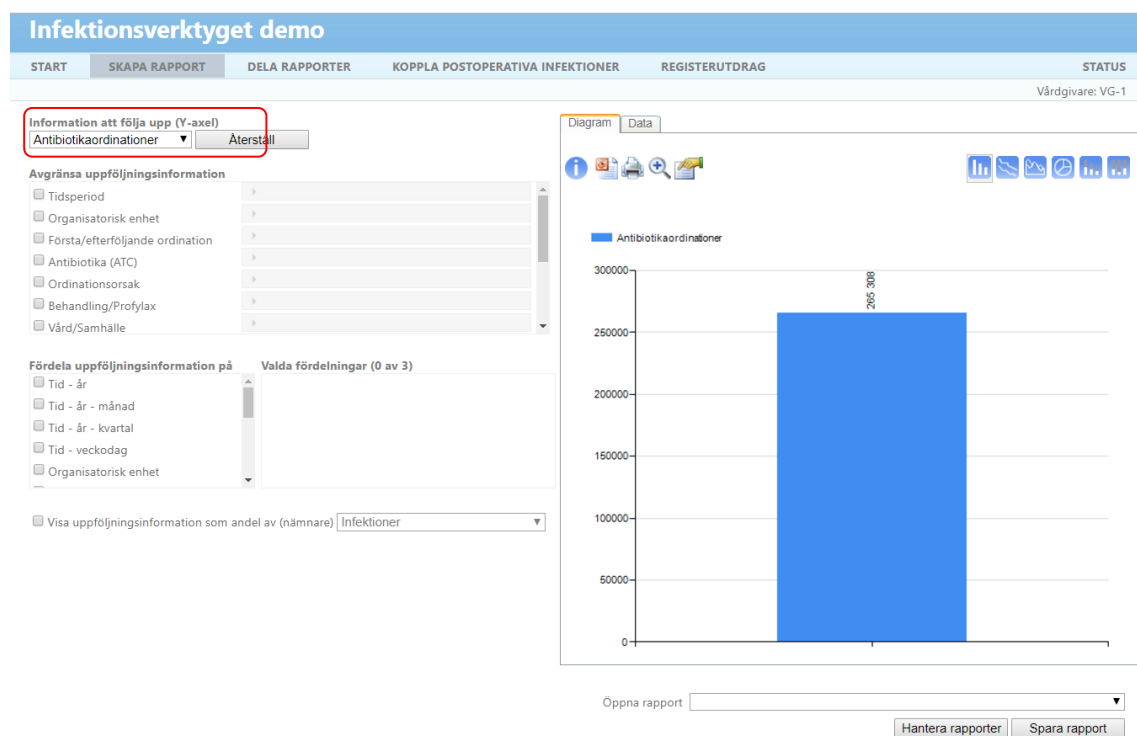 Infektionsverktyget demo
START SKAPA RAPPORT DELA RAPPORTER KOPPLA POSTOPERATIVA INFEKTIONER REGISTERUTDRAG STATUS
Vårdgivare: VG-1
Information att följa upp (Y-axel)
Antibiotikaordinationer Återställ
Avgränsa uppföljningsinformation
Tidsperiod
Organisatorisk enhet
Första/efterföljande ordination
Antibiotika (ATC)
Ordinationsorsak
Behandling/Profylax
Vård/Samhälle
Fördela uppföljningsinformation på Valda fördelningar (0 av 3)
Tid - år
Tid - år - månad
Tid - år - kvartal
Tid - veckodag
Organisatorisk enhet
Visa uppföljningsinformation som andel av (nämnare) Infektioner
Diagram Data
Antibiotikaordinationer
300000
265 308
250000
200000
150000
100000
50000
0
Öppna rapport
Hantera rapporter Spara rapport